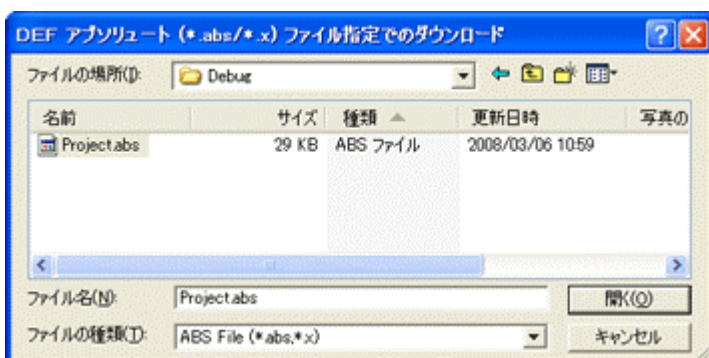 DEF アブソリュート (*.abs/*.x) ファイル指定でのダウンロード
ファイルの場所(I): Debug
名前 サイズ 種類 更新日時 写真の
Project.abs 29 KB ABS ファイル 2008/03/06 10:59
ファイル名(N): Project.abs 開く(O)
ファイルの種類(T): ABS File (*.abs,*.x) キャンセル